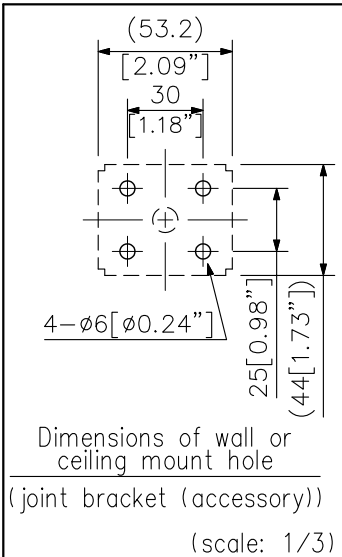 (53.2)
[2.09”]
30
[1.18”]
4-ø6[ø0.24”]
25[0.98”]
(44[1.73”])
Dimensions of wall or
ceiling mount hole
(joint bracket (accessory))
(scale: 1/3)